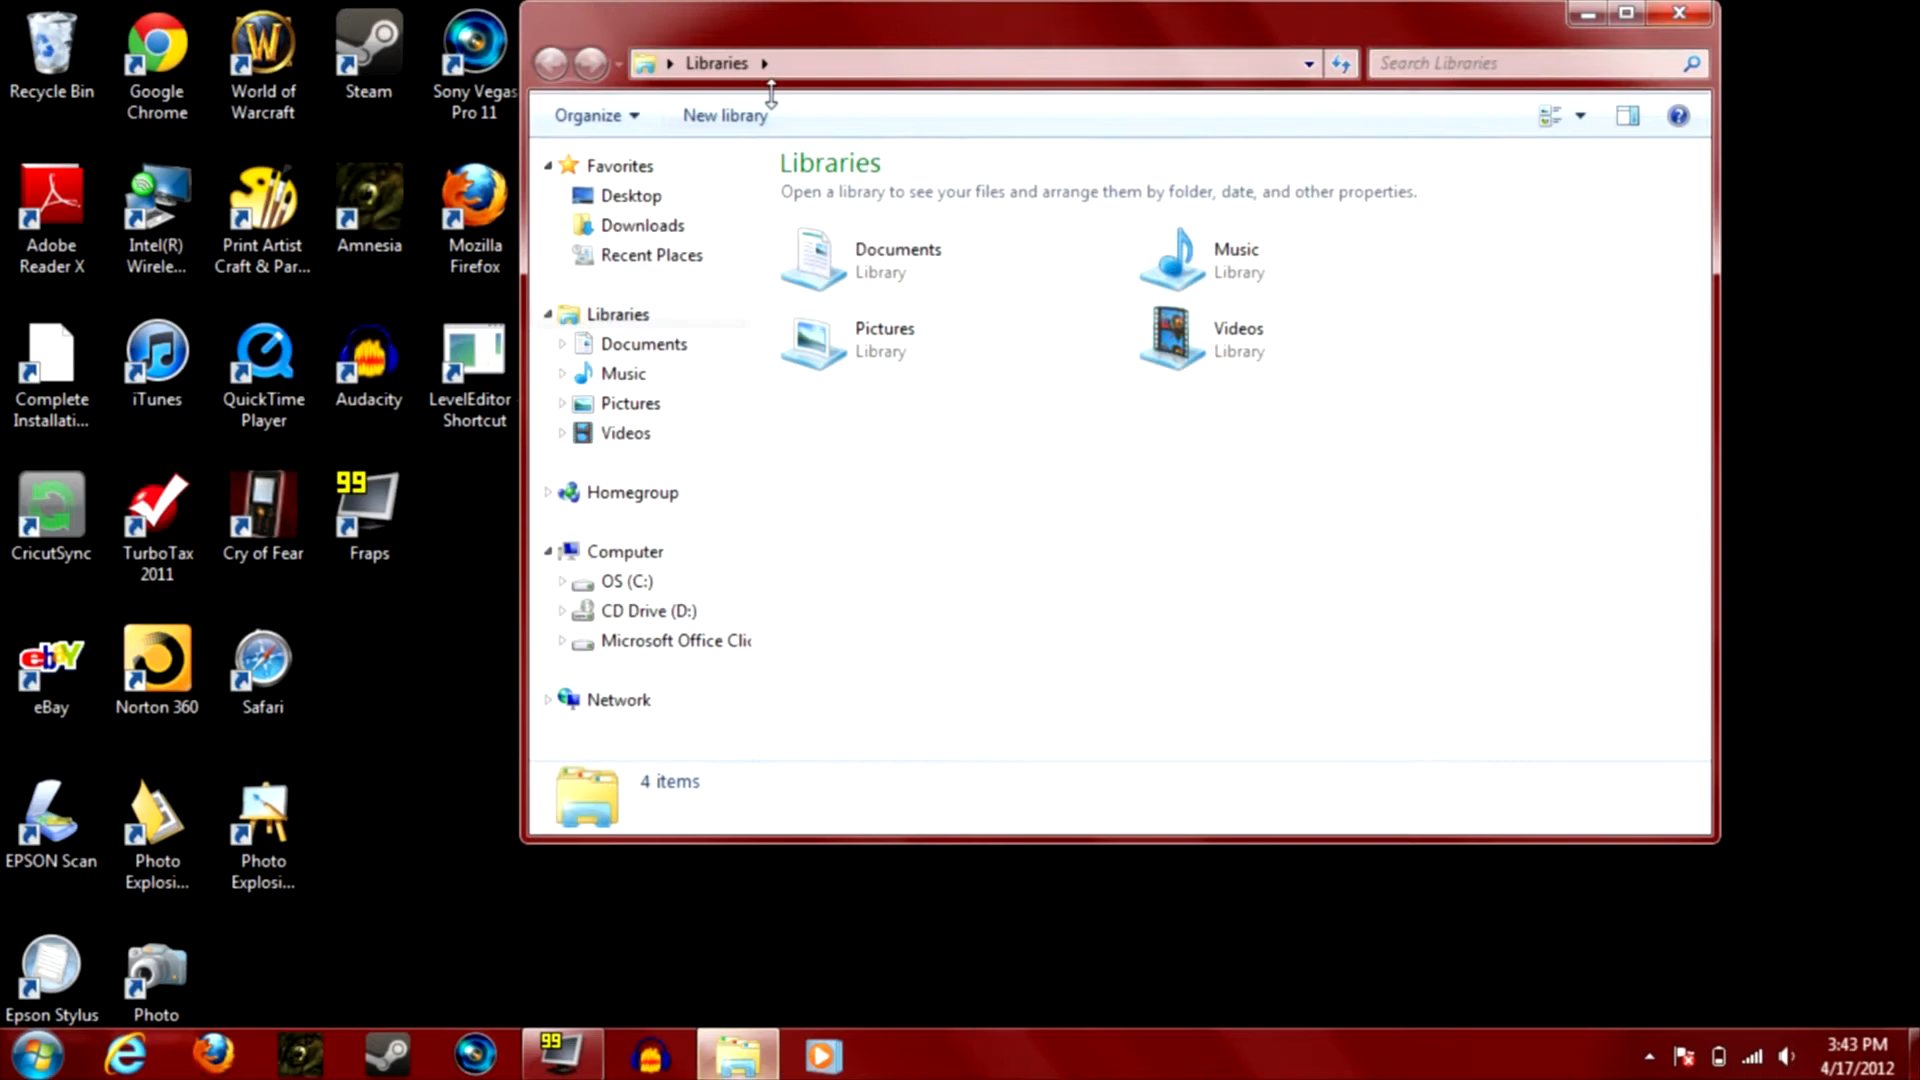 Recycle Bin
Google
Chrome
World of
Warcraft
Steam
Sony Vegas
Pro 11
Adobe
Reader X
Intel(R)
Wirele...
Print Artist
Craft & Par...
Amnesia
Mozilla
Firefox
Complete
Installati...
iTunes
QuickTime
Player
Audacity
LevelEditor
Shortcut
CricutSync
TurboTax
2011
Cry of Fear
99
Fraps
ebay
eBay
Norton 360
Safari
EPSON Scan
Photo
Explosi...
Photo
Explosi...
Epson Stylus
Photo
Libraries
Search Libraries
Organize
New library
Favorites
Desktop
Downloads
Recent Places
Libraries
Documents
Music
Pictures
Videos
Homegroup
Computer
OS (C:)
CD Drive (D:)
Microsoft Office Clic
Network
Libraries
Open a library to see your files and arrange them by folder, date, and other properties.
Documents
Library
Music
Library
Pictures
Library
Videos
Library
4 items
99
3:43 PM
4/17/2012